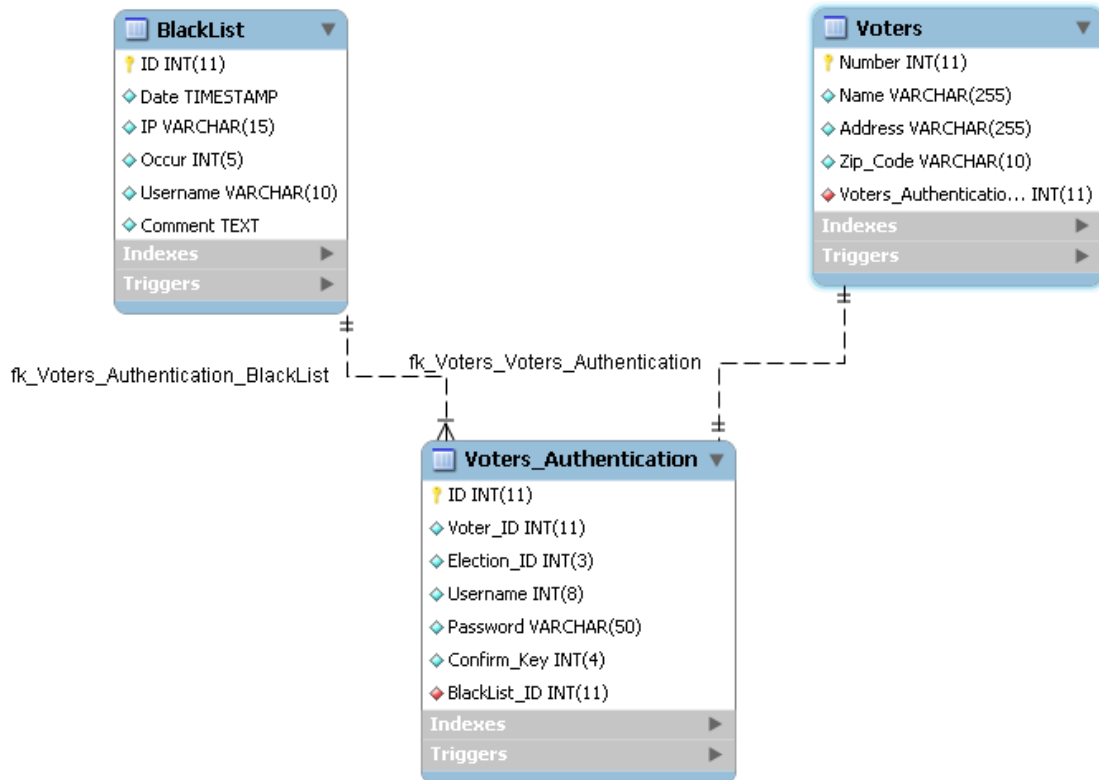 BlackList
ID INT(11)
Date TIMESTAMP
IP VARCHAR(15)
Occur INT(5)
Username VARCHAR(10)
Comment TEXT
Indexes
Triggers
Voters
Number INT(11)
Name VARCHAR(255)
Address VARCHAR(255)
Zip_Code VARCHAR(10)
Voters_Authenticatio... INT(11)
Indexes
Triggers
fk_Voters_Authentication_BlackList
fk_Voters_Voters_Authentication
Voters_Authentication
ID INT(11)
Voter_ID INT(11)
Election_ID INT(3)
Username INT(8)
Password VARCHAR(50)
Confirm_Key INT(4)
BlackList_ID INT(11)
Indexes
Triggers